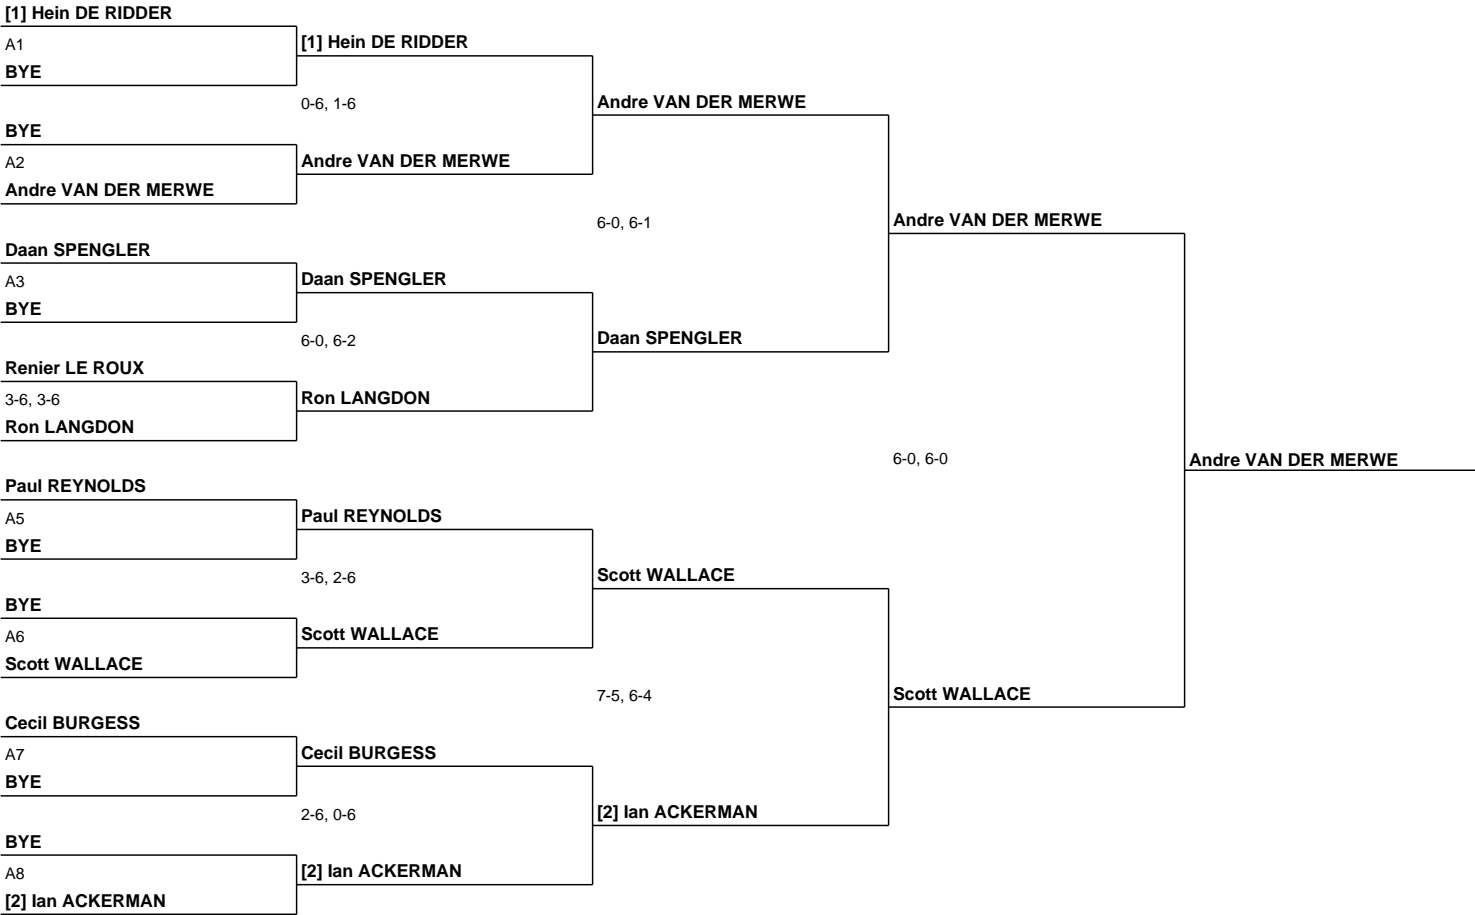 [1] Hein DE RIDDER
A1
BYE
BYE
A2
Andre VAN DER MERWE
Daan SPENGLER
A3
BYE
Renier LE ROUX
3-6, 3-6
Ron LANGDON
Paul REYNOLDS
A5
BYE
BYE
A6
Scott WALLACE
Cecil BURGESS
A7
BYE
BYE
A8
[2] Ian ACKERMAN
[1] Hein DE RIDDER
0-6, 1-6
Andre VAN DER MERWE
Daan SPENGLER
6-0, 6-2
Ron LANGDON
Paul REYNOLDS
3-6, 2-6
Scott WALLACE
Cecil BURGESS
2-6, 0-6
[2] Ian ACKERMAN
Andre VAN DER MERWE
6-0, 6-1
Daan SPENGLER
Scott WALLACE
7-5, 6-4
[2] Ian ACKERMAN
Andre VAN DER MERWE
6-0, 6-0
Scott WALLACE
Andre VAN DER MERWE